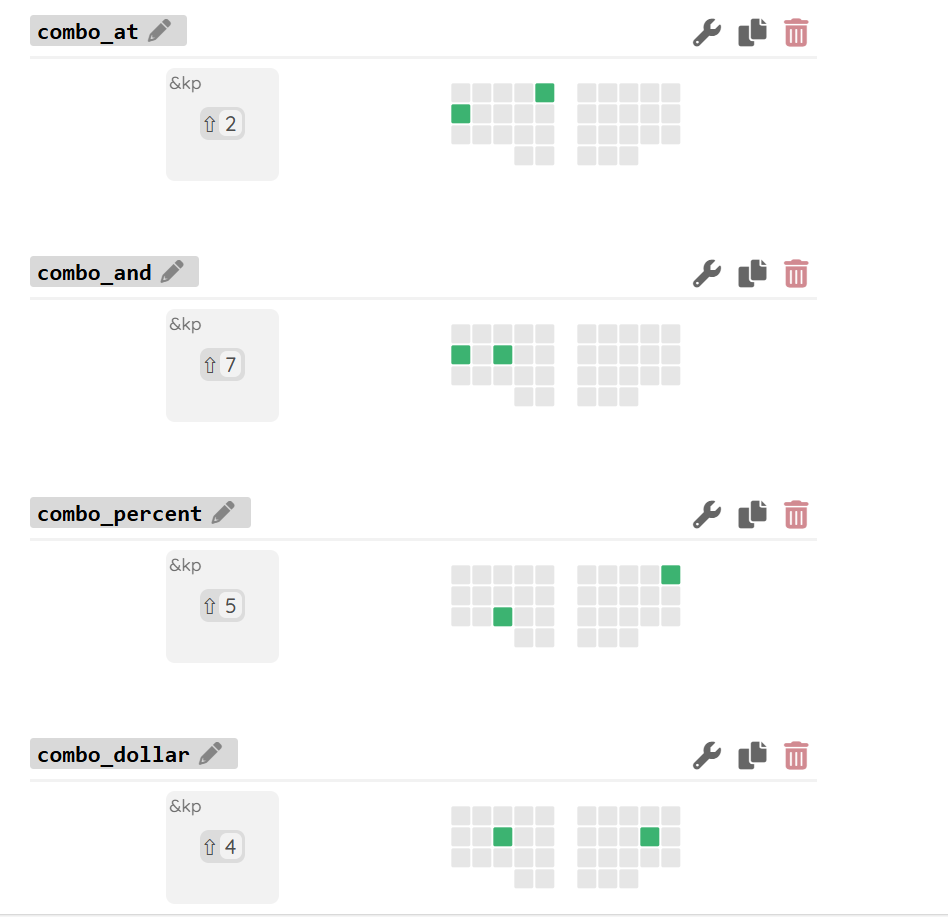 combo_at
&kp
⇧ 2
combo_and
&kp
⇧ 7
combo_percent
&kp
⇧ 5
combo_dollar
&kp
⇧ 4